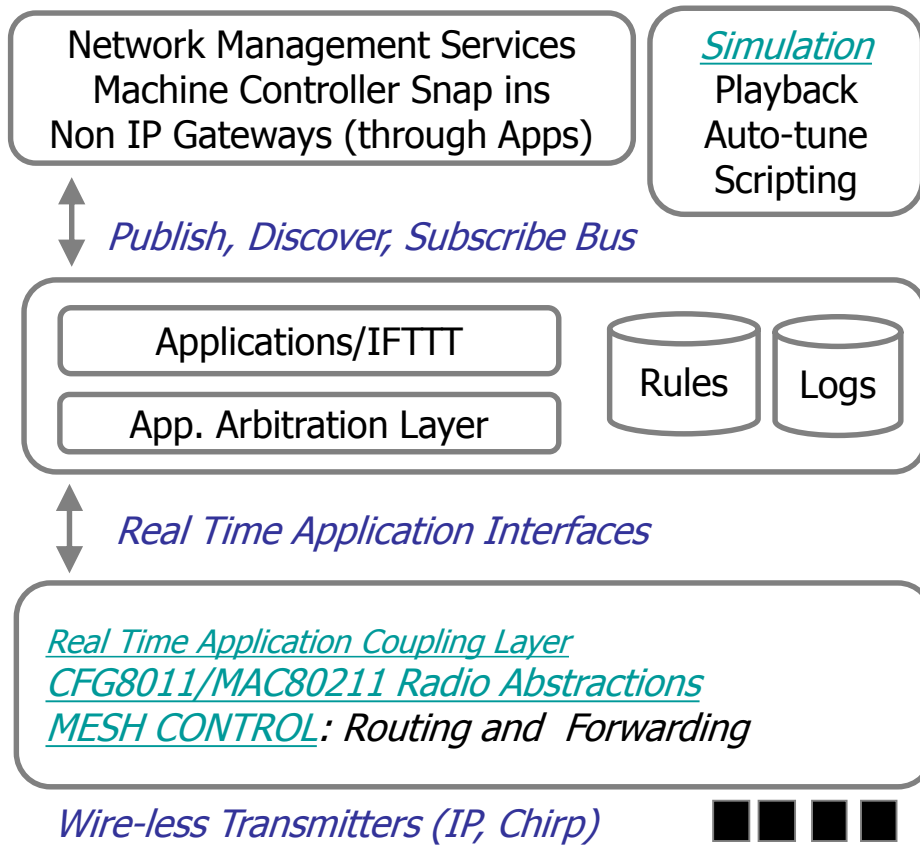 Network Management Services
Machine Controller Snap ins
Non IP Gateways (through Apps)
Simulation
Playback
Auto-tune
Scripting
Publish, Discover, Subscribe Bus
Applications/IFTTT
App. Arbitration Layer
Rules
Logs
Real Time Application Interfaces
Real Time Application Coupling Layer
CFG8011/MAC80211 Radio Abstractions
MESH CONTROL: Routing and Forwarding
Wire-less Transmitters (IP, Chirp)